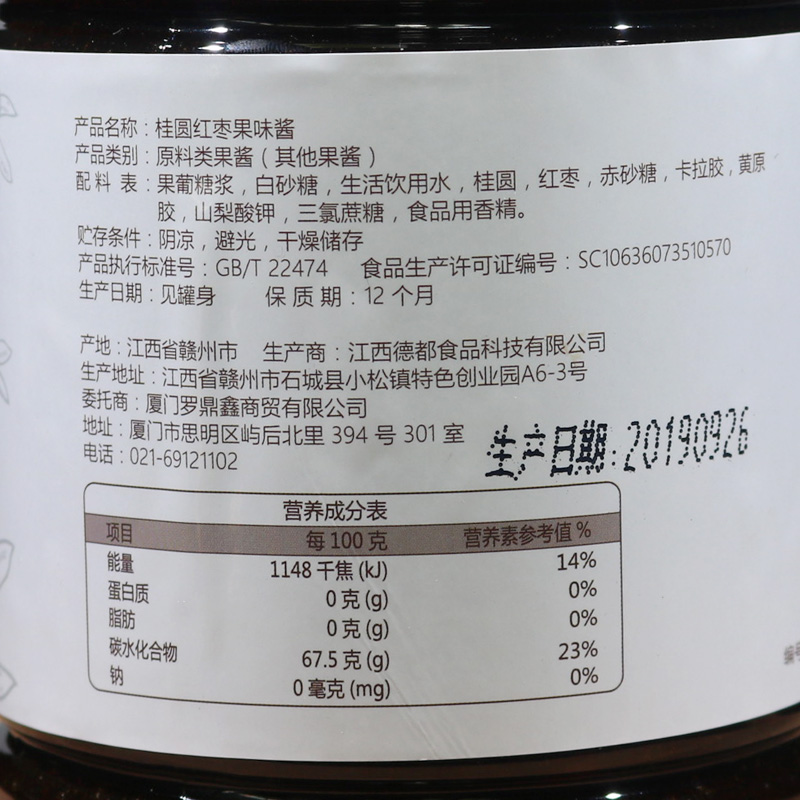 产品名称：桂圆红枣果味酱
产品类别：原料类果酱（其他果酱）
配 料 表：果葡糖浆，白砂糖，生活饮用水，桂圆，红枣，赤砂糖，卡拉胶，黄原
胶，山梨酸钾，三氯蔗糖，食品用香精。
贮存条件：阴凉，避光，干燥储存
产品执行标准号：GB/T 22474 食品生产许可证编号：SC10636073510570
生产日期：见罐身 保 质 期：12 个月
产地：江西省赣州市 生产商：江西德都食品科技有限公司
生产地址：江西省赣州市石城县小松镇特色创业园A6-3号
委托商：厦门罗鼎鑫商贸有限公司
地址：厦门市思明区屿后北里 394 号 301 室
电话：021-69121102
生产日期：20190926
营养成分表
项目 每 100 克 营养素参考值 %
能量 1148 千焦 (kJ) 14%
蛋白质 0 克 (g) 0%
脂肪 0 克 (g) 0%
碳水化合物 67.5 克 (g) 23%
钠 0 毫克 (mg) 0%